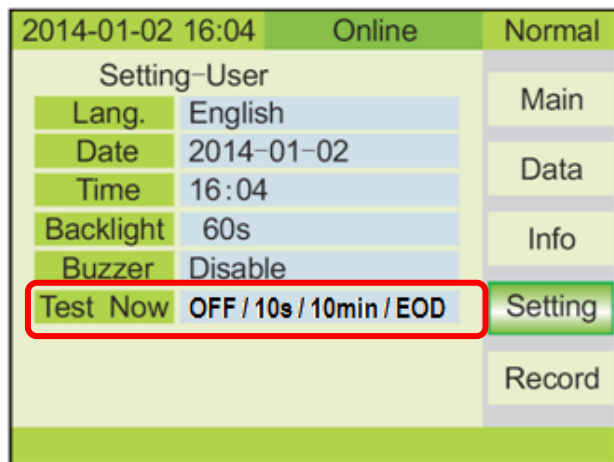 2014-01-02 16:04 Online Normal
Setting-User
Main
Lang. English
Date 2014-01-02
Data
Time 16:04
Backlight 60s
Info
Buzzer Disable
Test Now OFF / 10s / 10min / EOD
Setting
Record